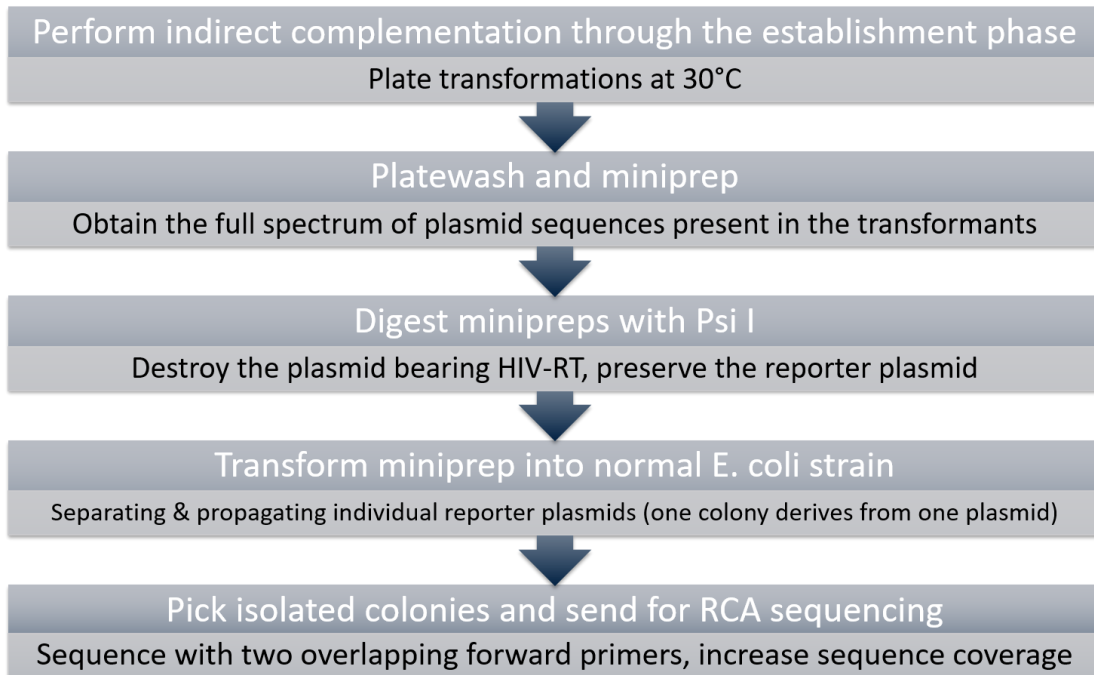 Perform indirect complementation through the establishment phase
Plate transformations at 30°C
Platewash and miniprep
Obtain the full spectrum of plasmid sequences present in the transformants
Digest minipreps with Psi I
Destroy the plasmid bearing HIV-RT, preserve the reporter plasmid
Transform miniprep into normal E. coli strain
Separating & propagating individual reporter plasmids (one colony derives from one plasmid)
Pick isolated colonies and send for RCA sequencing
Sequence with two overlapping forward primers, increase sequence coverage